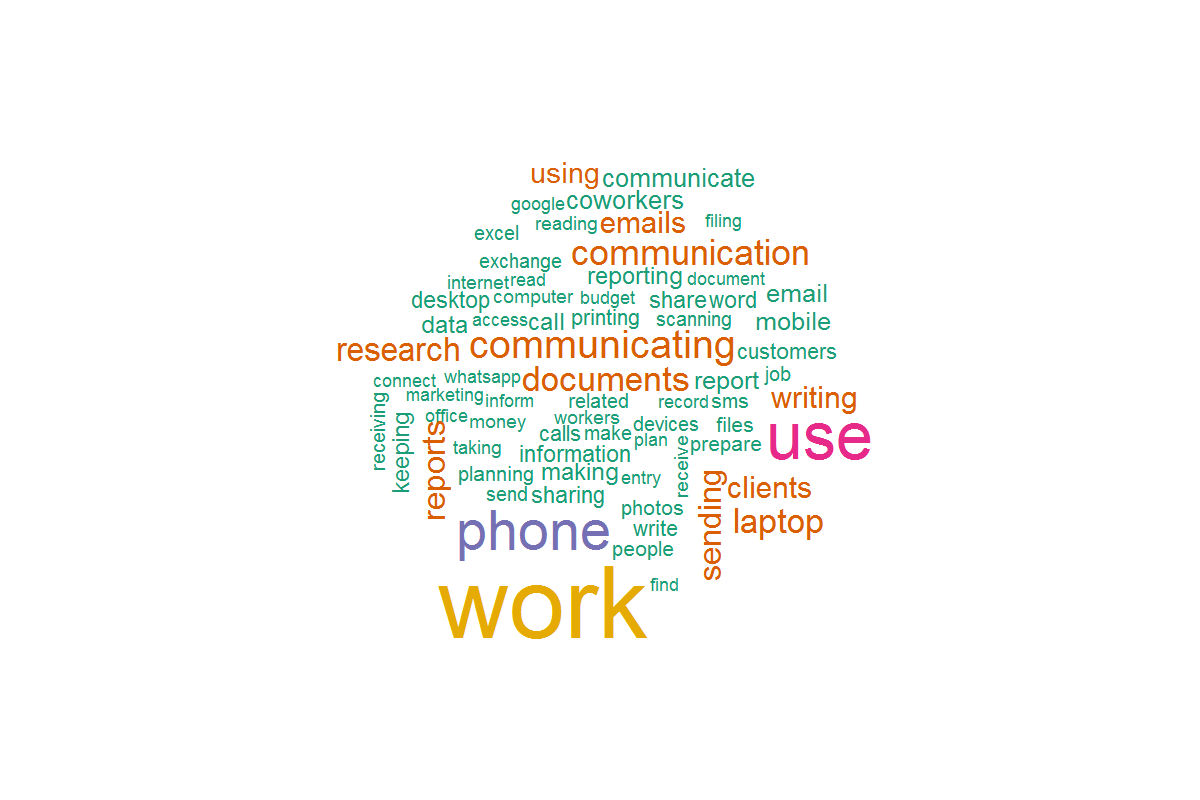 using communicate
google coworkers
reading emails filing
excel
communication
exchange
reporting document
internet read
desktop computer budget share word email
data access call printing scanning mobile
research communicating customers
connect whatsapp documents report job
marketing inform related record sms writing
receiving
keeping
office money workers devices files use
reports
calls make plan prepare
taking information receive
planning making entry
sending clients
send sharing
photos laptop
phone write
people
work find